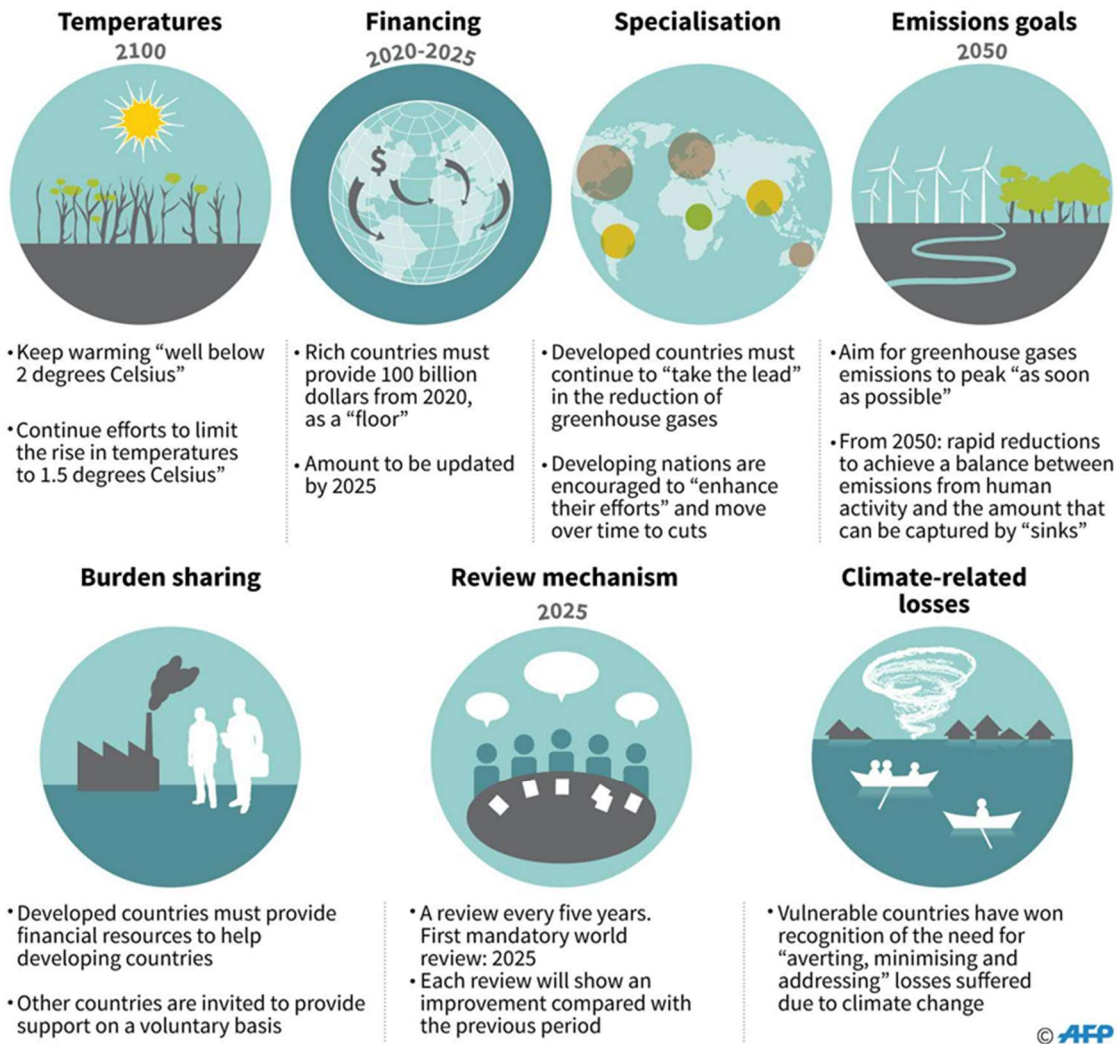 Temperatures
2100
Keep warming “well below
2 degrees Celsius”
Continue efforts to limit
the rise in temperatures
to 1.5 degrees Celsius”
Financing
2020-2025
$
Rich countries must
provide 100 billion
dollars from 2020,
as a “floor”
Amount to be updated
by 2025
Specialisation
Developed countries must
continue to “take the lead”
in the reduction of
greenhouse gases
Developing nations are
encouraged to “enhance
their efforts” and move
over time to cuts
Emissions goals
2050
Aim for greenhouse gases
emissions to peak “as soon
as possible”
From 2050: rapid reductions
to achieve a balance between
emissions from human
activity and the amount that
can be captured by “sinks”
Burden sharing
Developed countries must provide
financial resources to help
developing countries
Other countries are invited to provide
support on a voluntary basis
Review mechanism
2025
A review every five years.
First mandatory world
review: 2025
Each review will show an
improvement compared with
the previous period
Climate-related
losses
Vulnerable countries have won
recognition of the need for
“averting, minimising and
addressing” losses suffered
due to climate change
© AFP